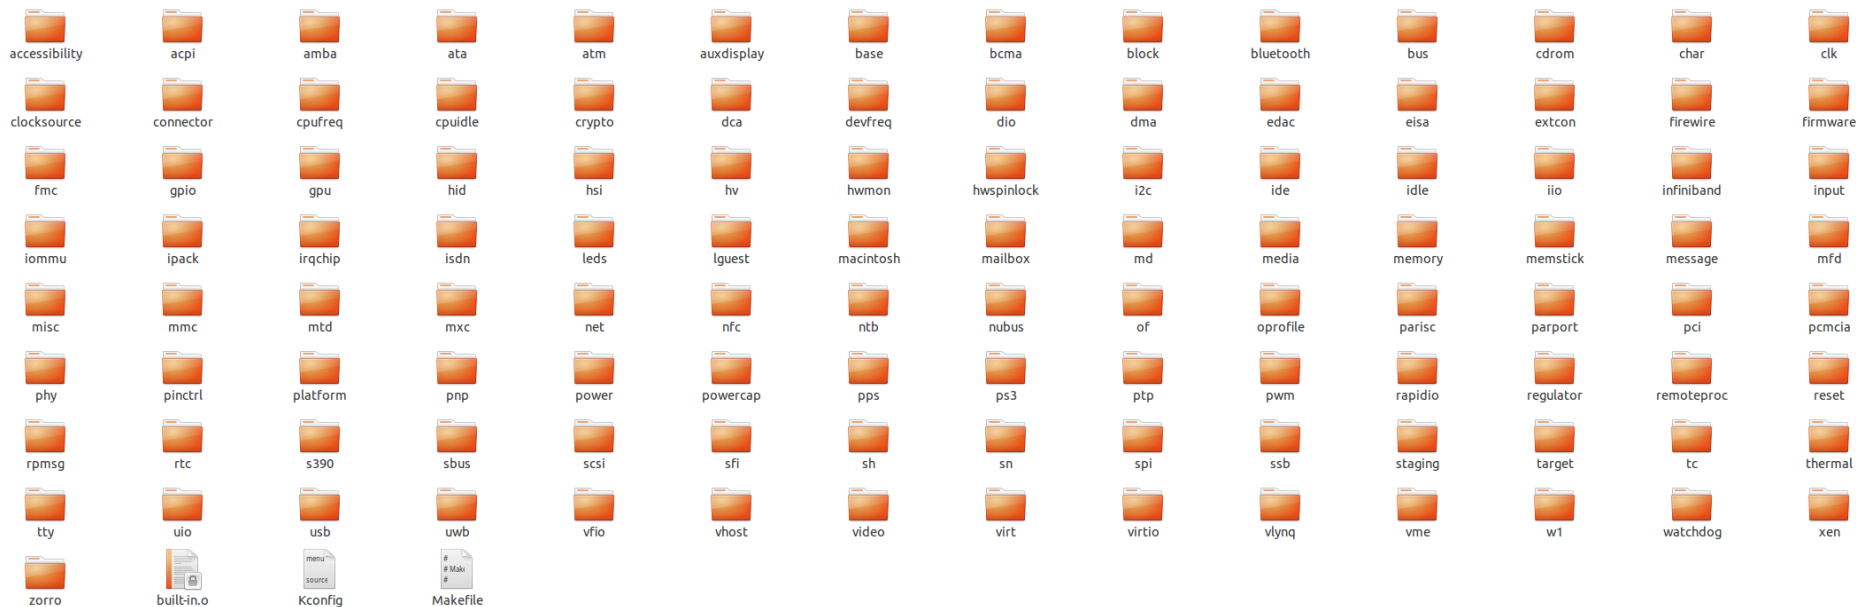 accessibility acpi amba ata atm auxdisplay base bcma block bluetooth bus cdrom char clk
clocksource connector cpufreq cpuidle crypto dca devfreq dio dma edac eisa extcon firewire firmware
fmc gpio gpu hid hsi hv hwmon hwspinlock i2c ide idle iio infiniband input
iommu ipack irqchip isdn leds lguest macintosh mailbox md media memory memstick message mfd
misc mmc mtd mxc net nfc ntb nubus of oprofile parisc parport pci pcmcia
phy pinctrl platform pnp power powercap pps ps3 ptp pwm rapidio regulator remoteproc reset
rpmsg rtc s390 sbus scsi sfi sh sn spi ssb staging target tc thermal
tty uio usb uwb vfio vhost video virt virtio vlynq vme w1 watchdog xen
menu #
# Make
source #
zorro built-in.o Kconfig Makefile